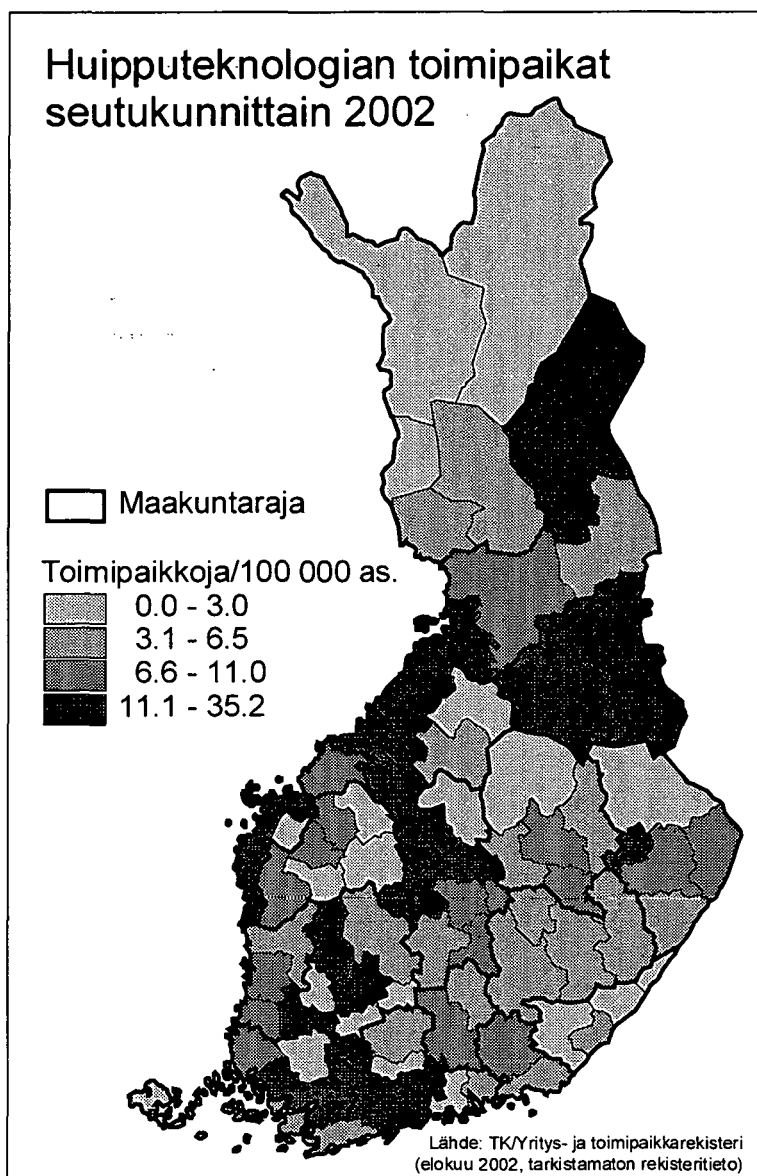 Huipputeknologian toimipaikat
seutukunnittain 2002
Maakuntaraja
Toimipaikkoja/100 000 as.
0.0 - 3.0
3.1 - 6.5
6.6 - 11.0
11.1 - 35.2
Lähde: TK/Yritys- ja toimipaikkarekisteri
(elokuu 2002, tarkistamaton rekisteritieto)